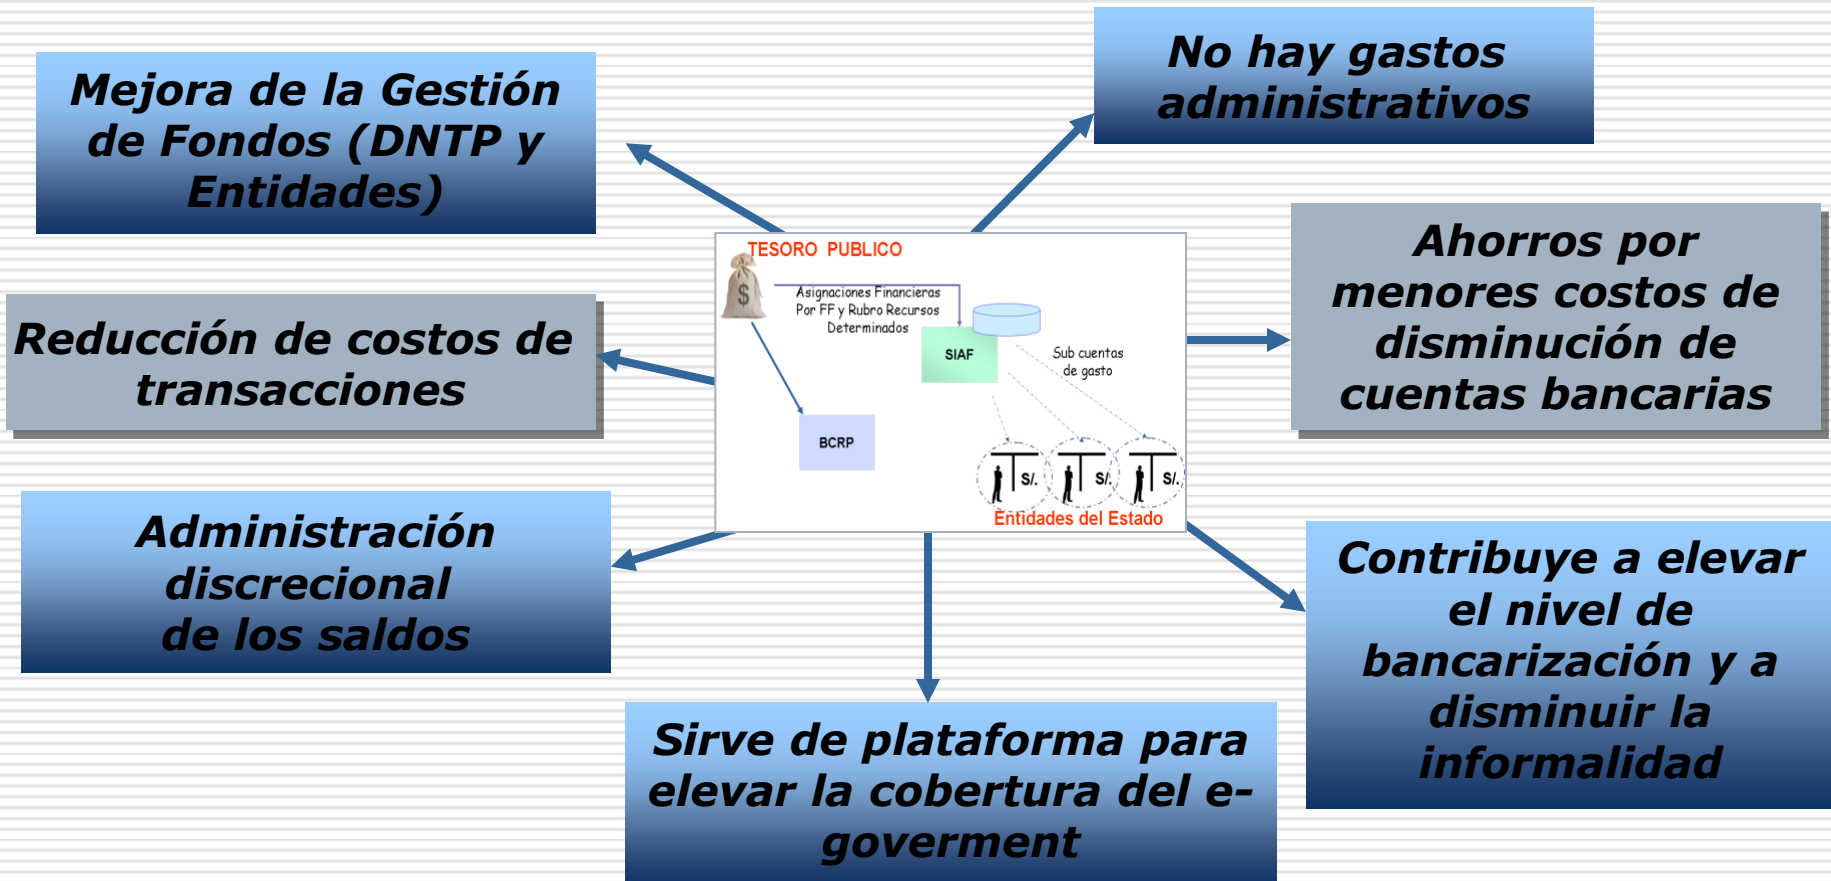 No hay gastos
administrativos
Mejora de la Gestión
de Fondos (DNTP y
Entidades)
Ahorros por
menores costos de
disminución de
cuentas bancarias
Reducción de costos de
transacciones
TESORO PUBLICO
$
Asignaciones Financieras
Por FF y Rubro Recursos
Determinados
SIAF
Sub cuentas
de gasto
BCRP
S/.
S/.
S/.
Entidades del Estado
Administración
discrecional
de los saldos
Contribuye a elevar
el nivel de
bancarización y a
disminuir la
informalidad
Sirve de plataforma para
elevar la cobertura del e-
goverment